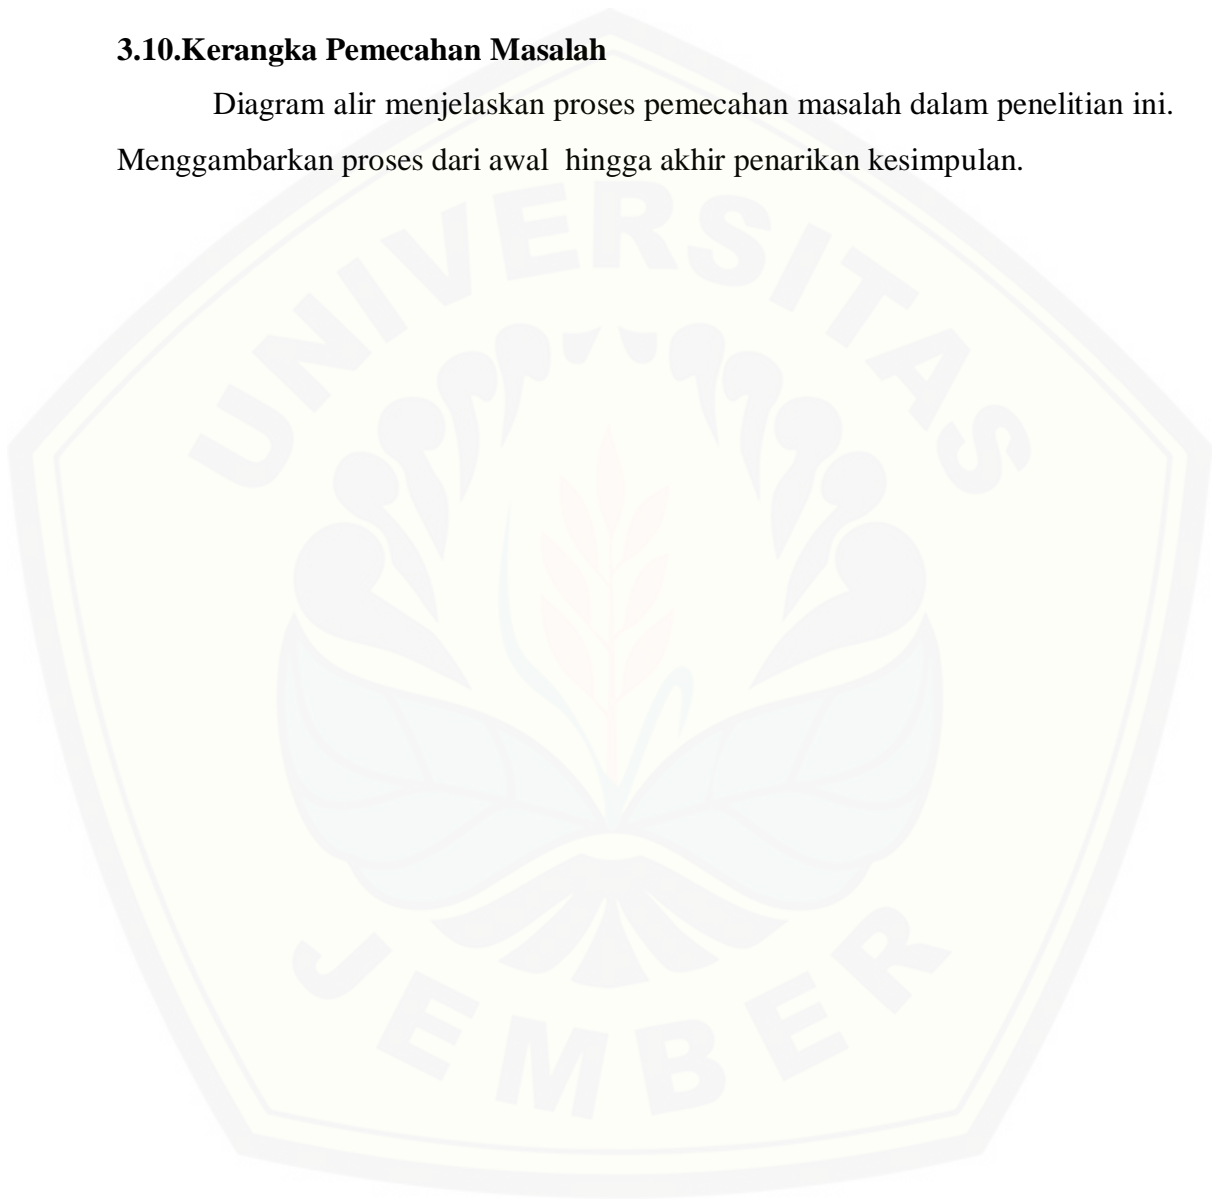 3.10.Kerangka Pemecahan Masalah
Diagram alir menjelaskan proses pemecahan masalah dalam penelitian ini.
Menggambarkan proses dari awal  hingga akhir penarikan kesimpulan.
UNIVERSITAS
JEMBER